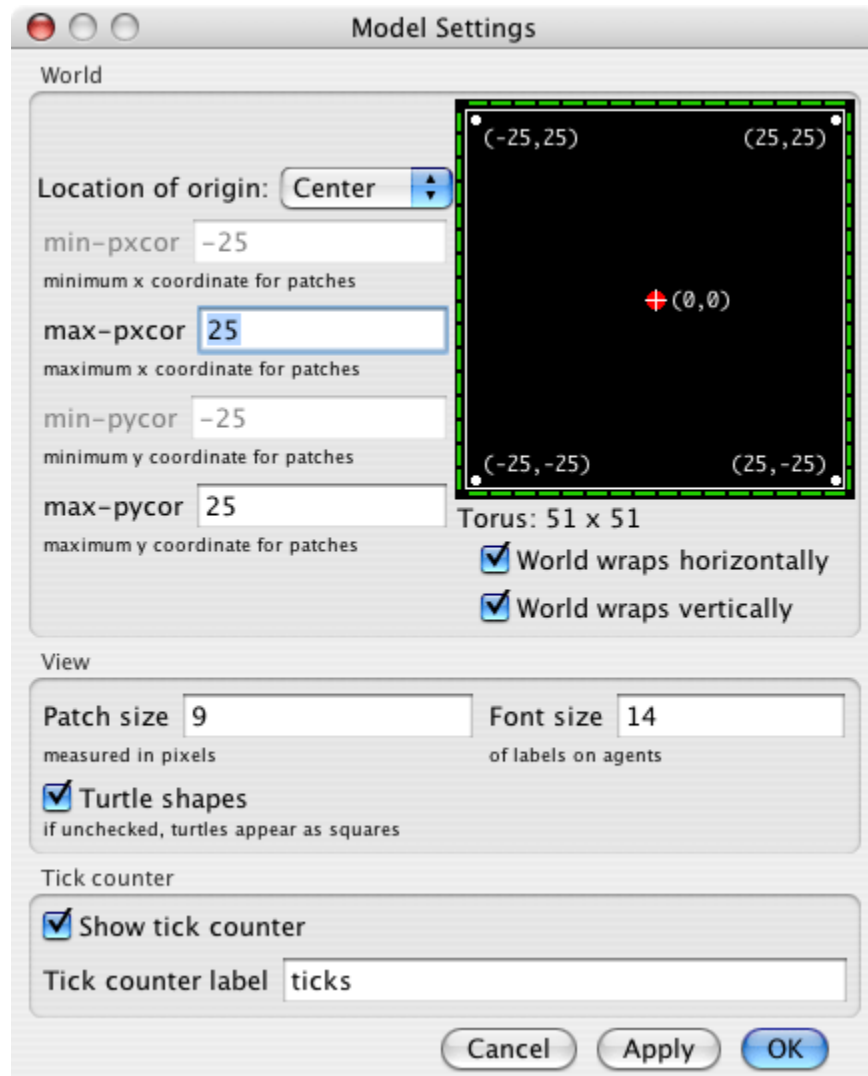 Model Settings
World
(-25,25) (25,25)
Location of origin: Center
min-pxcor -25
minimum x coordinate for patches
(0,0)
max-pxcor 25
maximum x coordinate for patches
min-pycor -25
minimum y coordinate for patches
(-25,-25) (25,-25)
max-pycor 25
maximum y coordinate for patches
Torus: 51 x 51
World wraps horizontally
World wraps vertically
View
Patch size 9 Font size 14
measured in pixels of labels on agents
Turtle shapes
if unchecked, turtles appear as squares
Tick counter
Show tick counter
Tick counter label ticks
Cancel Apply OK